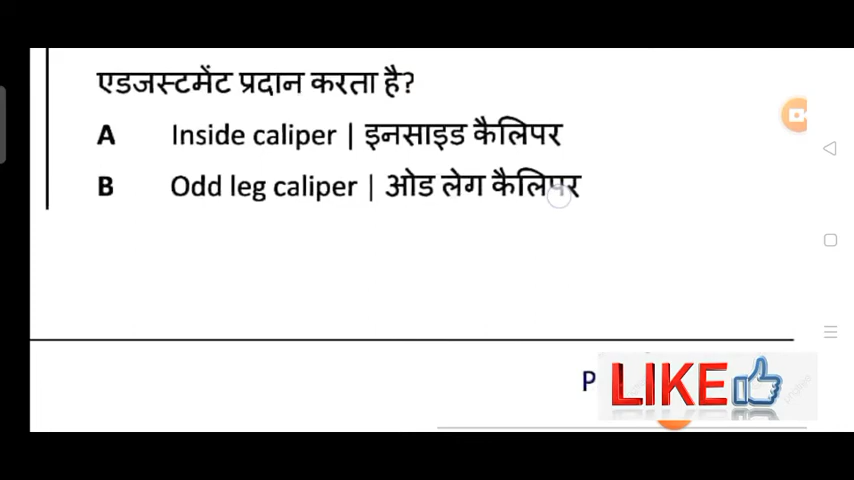 एडजस्टमेंट प्रदान करता है?
A Inside caliper | इनसाइड कैलिपर
B Odd leg caliper | ओड लेग कैलिपर
P
LIKE